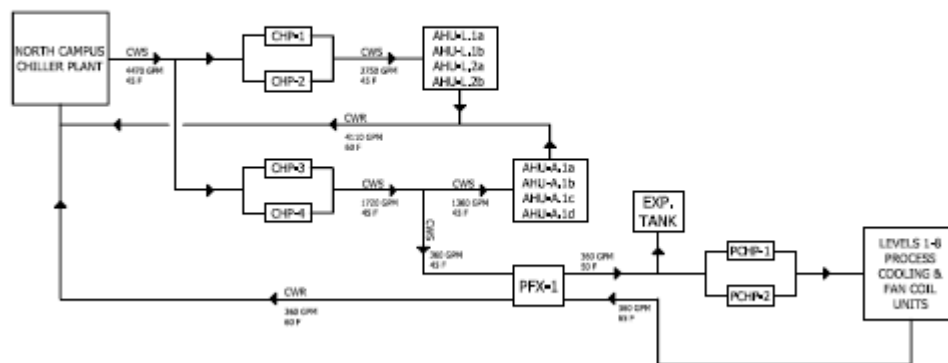 NORTH CAMPUS
CHILLER PLANT
CWS
4470 GPM
45 F
CHP-1
CHP-2
CWS
2750 GPM
45 F
AHU-L.1a
AHU-L.1b
AHU-L.2a
AHU-L.2b
CWR
4110 GPM
60 F
CHP-3
CHP-4
CWS
1720 GPM
45 F
CWS
1360 GPM
45 F
AHU-A.1a
AHU-A.1b
AHU-A.1c
AHU-A.1d
CWS
360 GPM
45 F
EXP.
TANK
PFX-1
360 GPM
50 F
360 GPM
65 F
PCHP-1
PCHP-2
LEVELS 1-8
PROCESS
COOLING &
FAN COIL
UNITS
CWR
360 GPM
60 F